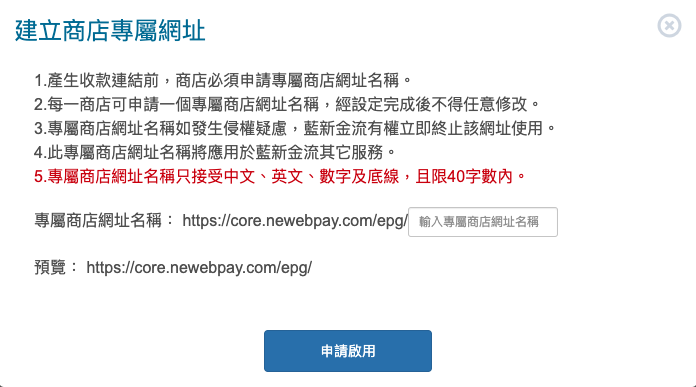 建立商店專屬網址
1.產生收款連結前，商店必須申請專屬商店網址名稱。
2.每一商店可申請一個專屬商店網址名稱，經設定完成後不得任意修改。
3.專屬商店網址名稱如發生侵權疑慮，藍新金流有權立即終止該網址使用。
4.此專屬商店網址名稱將應用於藍新金流其它服務。
5.專屬商店網址名稱只接受中文、英文、數字及底線，且限40字數內。
專屬商店網址名稱： https://core.newebpay.com/epg/ 輸入專屬商店網址名稱
預覽： https://core.newebpay.com/epg/
申請啟用